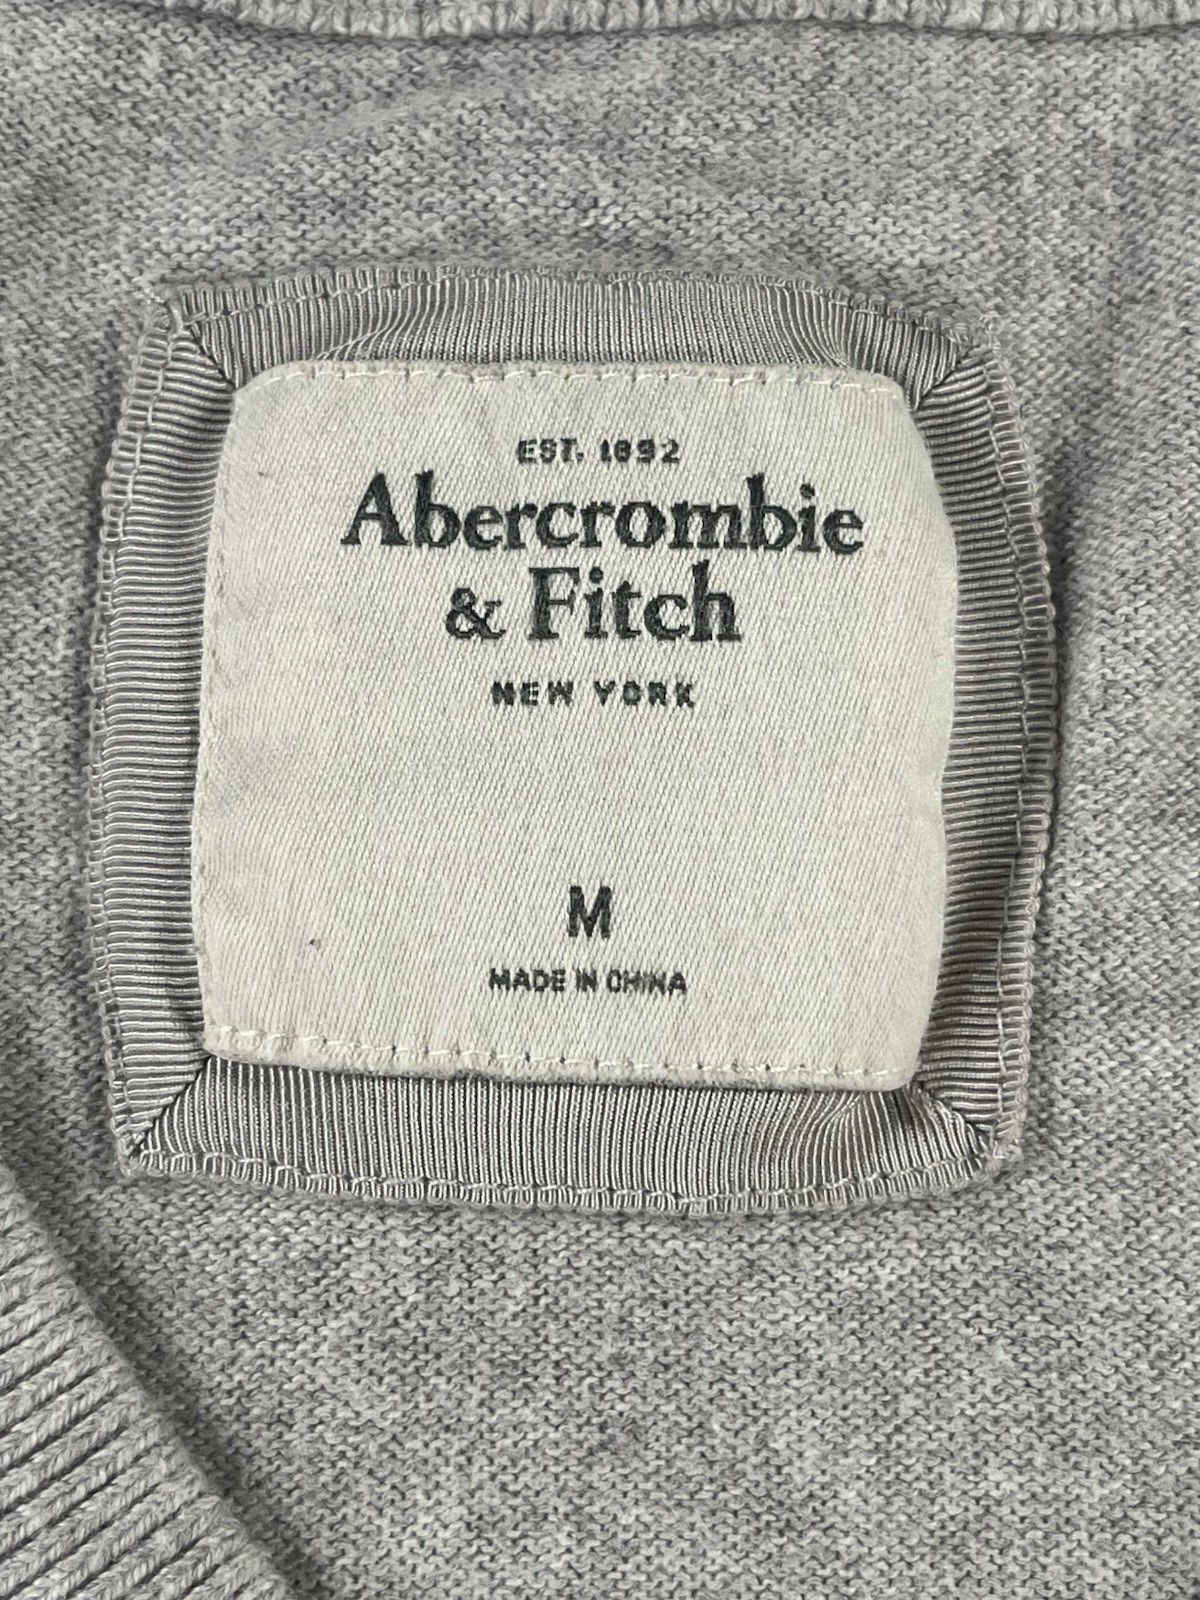 EST. 1892
Abercrombie
& Fitch
NEW YORK
M
MADE IN CHINA